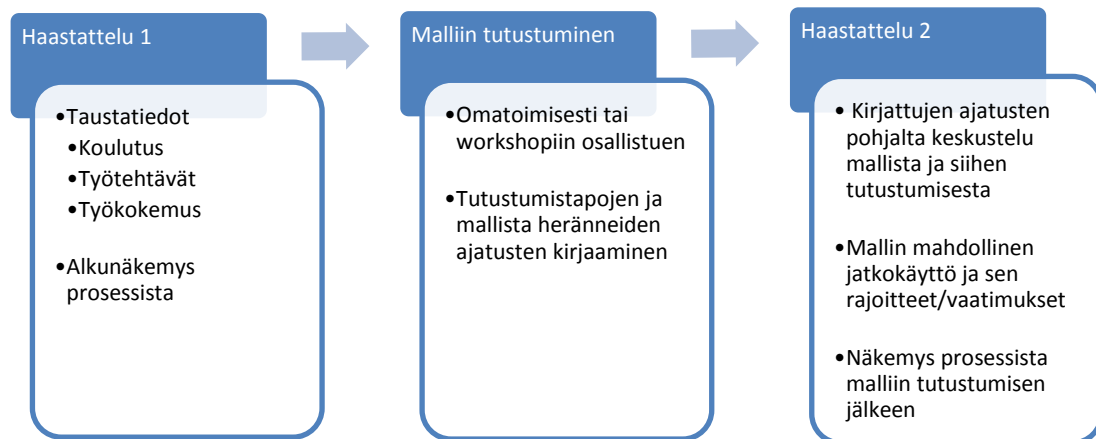 Haastattelu 1
•Taustatiedot
•Koulutus
•Työtehtävät
•Työkokemus
•Alkunäkemys
prosessista
Malliin tutustuminen
•Omatoimisesti tai
workshopiin osallistuen
•Tutustumistapojen ja
mallista heränneiden
ajatusten kirjaaminen
Haastattelu 2
• Kirjattujen ajatusten
pohjalta keskustelu
mallista ja siihen
tutustumisesta
•Mallin mahdollinen
jatkokäyttö ja sen
rajoitteet/vaatimukset
•Näkemys prosessista
malliin tutustumisen
jälkeen